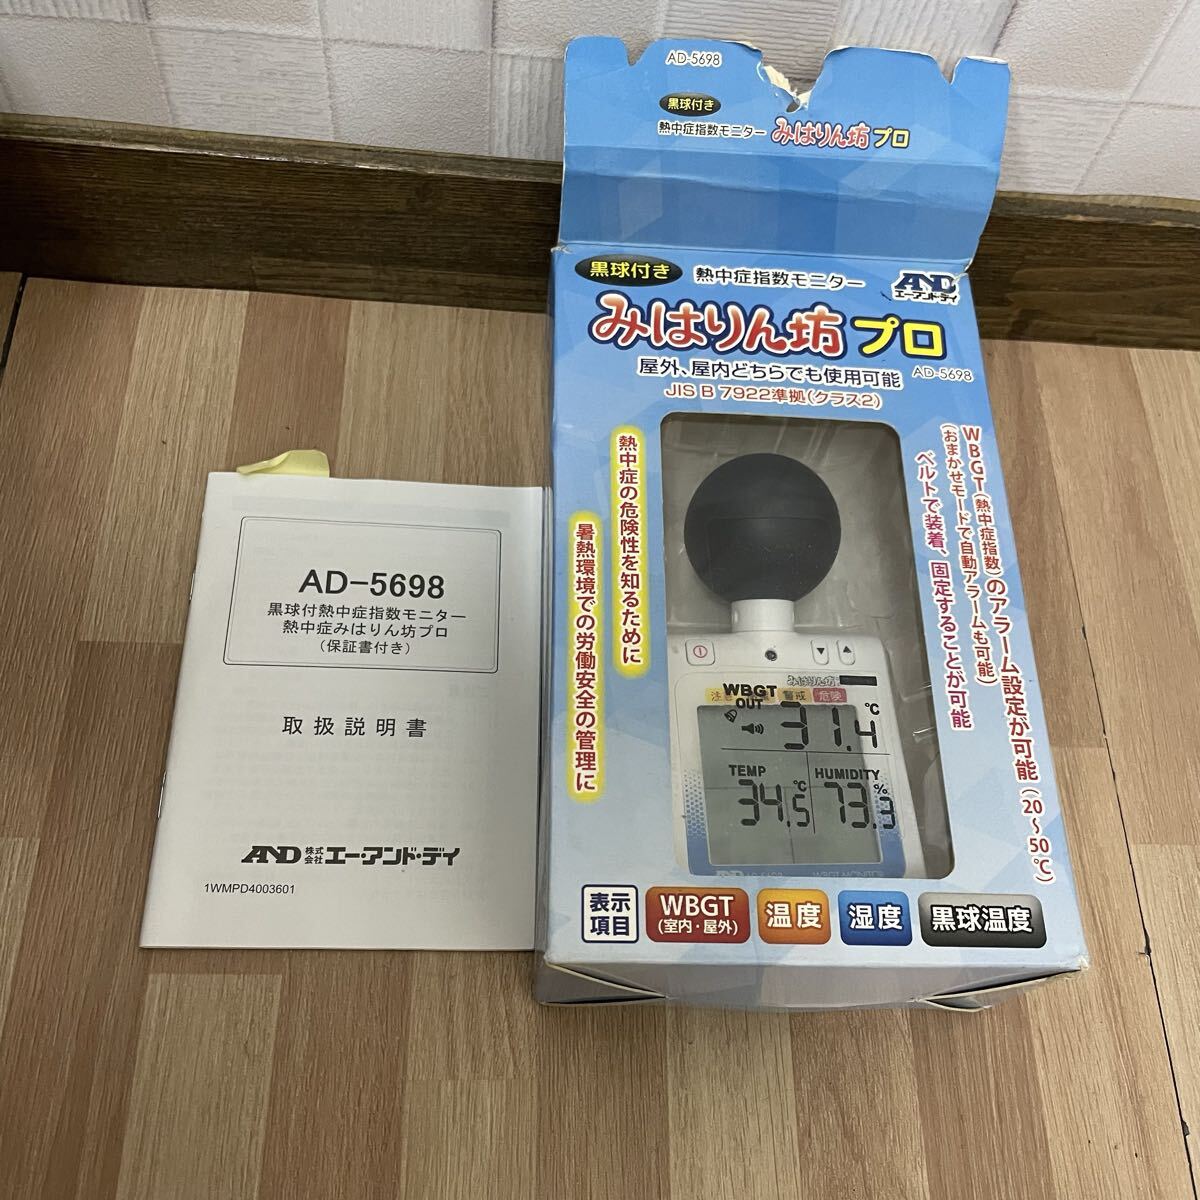 AD-5698
黒球付き
熱中症指数モニター みはりん坊 プロ
黒球付き 熱中症指数モニター
AND
エー・アンド・デイ
みはりん坊 プロ
屋外、屋内どちらでも使用可能 AD-5698
JIS B 7922準拠(クラス2)
WBGT(熱中症指数)のアラーム設定が可能(20~50℃)
(おまかせモードで自動アラームも可能)
ベルトで装着、固定することが可能
熱中症の危険性を知るために
暑熱環境での労働安全の管理に
みはりん坊
警戒 危険
WBGT
OUT
31.4 ℃
TEMP
34.5 ℃
HUMIDITY
73.3 %
AND AD-5698 WBGT MONITOR
表示
項目
WBGT
(室内・屋外)
温度
湿度
黒球温度
AD-5698
黒球付熱中症指数モニター
熱中症みはりん坊プロ
(保証書付き)
取扱説明書
AND 株式会社 エー・アンド・デイ
1WMPD4003601